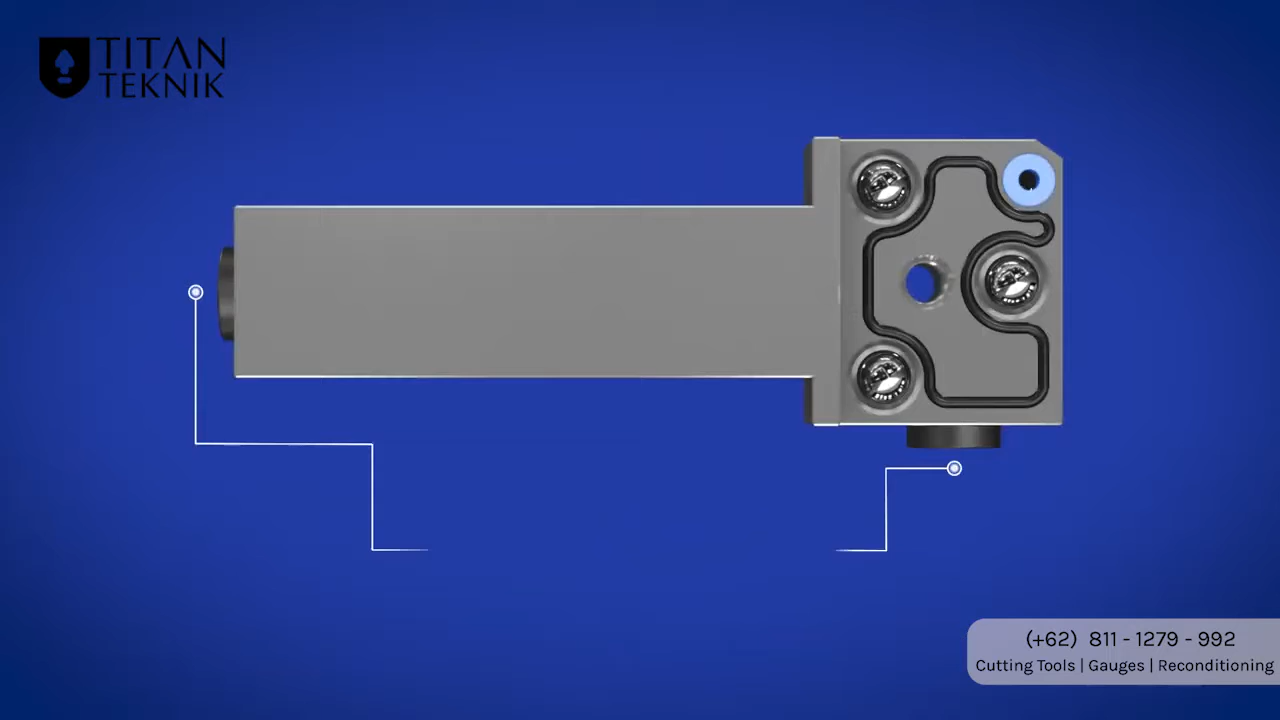 TITAN
TEKNIK
(+62) 811 - 1279 - 992
Cutting Tools | Gauges | Reconditioning